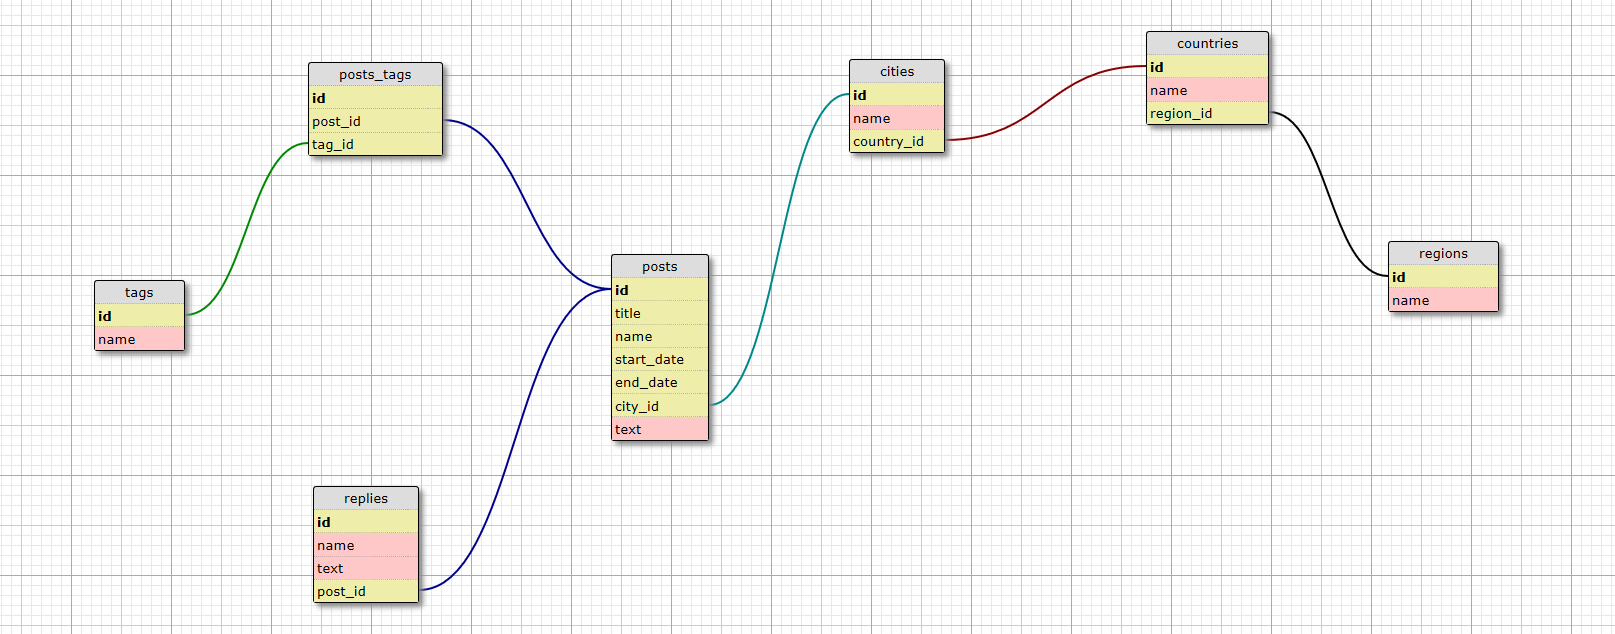 posts_tags
id
post_id
tag_id
tags
id
name
posts
id
title
name
start_date
end_date
city_id
text
replies
id
name
text
post_id
cities
id
name
country_id
countries
id
name
region_id
regions
id
name